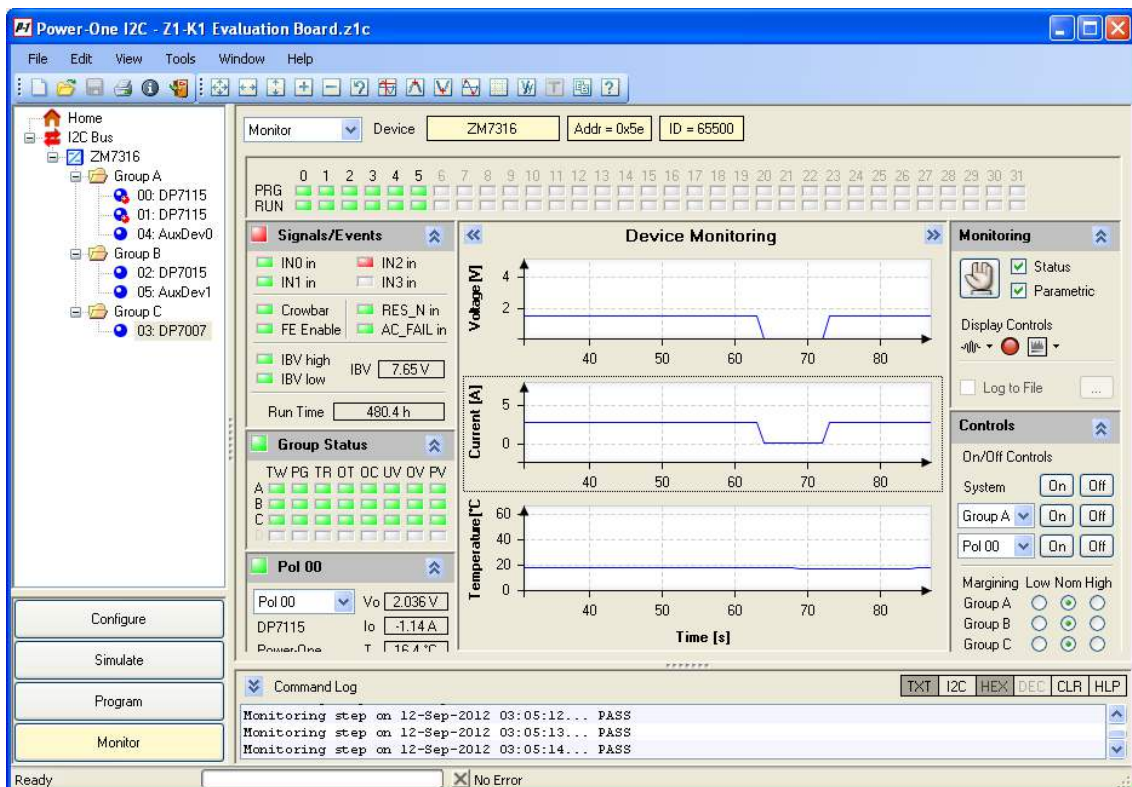 Power-One I2C - Z1-K1 Evaluation Board.z1c
File Edit View Tools Window Help
Home
I2C Bus
ZM7316
Group A
00: DP7115
01: DP7115
04: AuxDev0
Group B
02: DP7015
05: AuxDev1
Group C
03: DP7007
Configure
Simulate
Program
Monitor
Monitor Device ZM7316 Addr = 0x5e ID = 65500
0 1 2 3 4 5 6 7 8 9 10 11 12 13 14 15 16 17 18 19 20 21 22 23 24 25 26 27 28 29 30 31
PRG
RUN
Signals/Events
IN0 in IN2 in
IN1 in IN3 in
Crowbar RES_N in
FE Enable AC_FAIL in
IBV high
IBV low
IBV 7.65 V
Run Time 480.4 h
Group Status
TW PG TR OT OC UV OV PV
A
B
C
D
Pol 00
Pol 00 Vo 2.036 V
DP7115 Io -1.14 A
Power-One T 16.4 °C
Device Monitoring
Voltage [V]
4
2
40 50 60 70 80
Current [A]
5
0
40 50 60 70 80
Temperature [°C
60
40
20
0
40 50 60 70 80
Time [s]
Monitoring
Status
Parametric
Display Controls
Log to File ...
Controls
On/Off Controls
System On Off
Group A On Off
Pol 00 On Off
Margining Low Nom High
Group A
Group B
Group C
Command Log TXT I2C HEX DEC CLR HLP
Monitoring step on 12-Sep-2012 03:05:12... PASS
Monitoring step on 12-Sep-2012 03:05:13... PASS
Monitoring step on 12-Sep-2012 03:05:14... PASS
Ready No Error